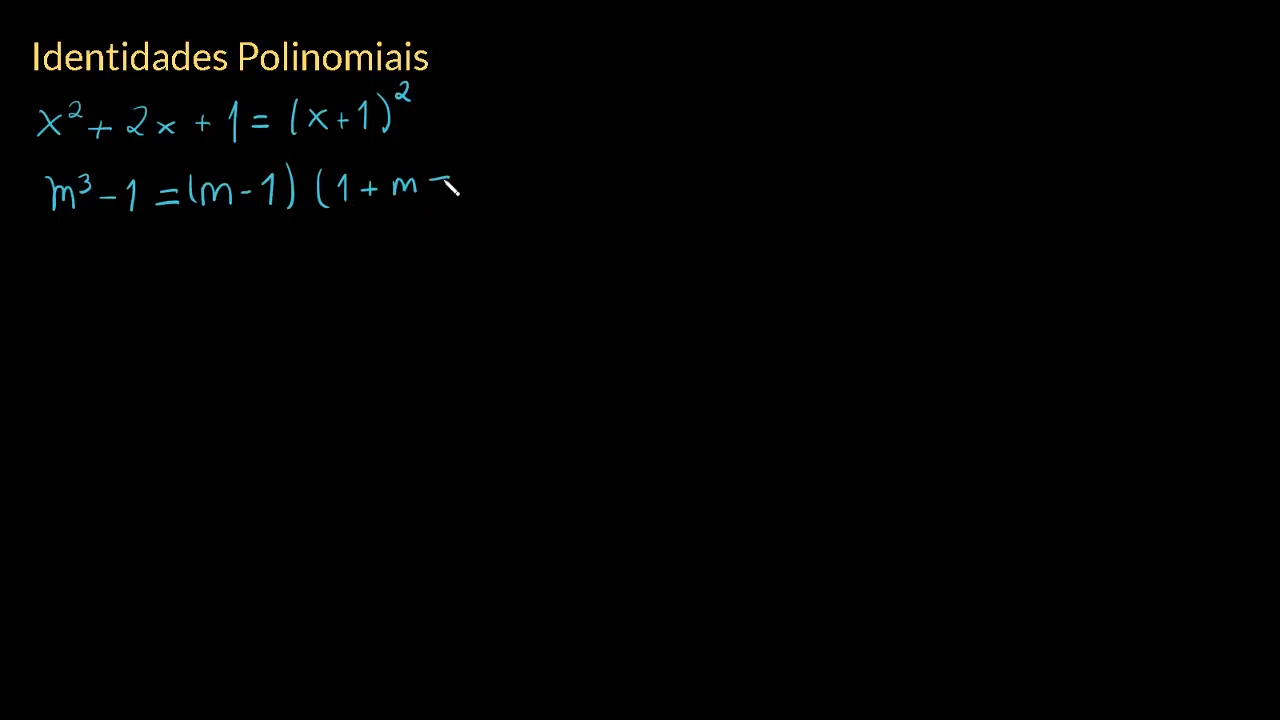 Identidades Polinomiais
x² + 2x + 1 = (x+1)²
m³ - 1 = (m - 1) (1 + m -